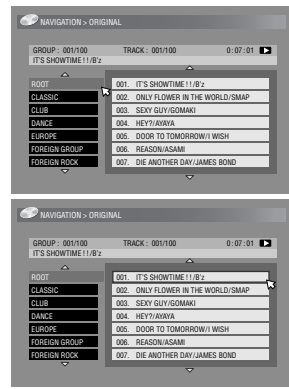 NAVIGATION > ORIGINAL
GROUP : 001/100 TRACK : 001/100 0:07:01
IT'S SHOWTIME!!/B'z
ROOT
CLASSIC
CLUB
DANCE
EUROPE
FOREIGN GROUP
FOREIGN ROCK
001. IT'S SHOWTIME!!/B'z
002. ONLY FLOWER IN THE WORLD/SMAP
003. SEXY GUY/GOMAKI
004. HEY?/AYAYA
005. DOOR TO TOMORROW/I WISH
006. REASON/ASAMI
007. DIE ANOTHER DAY/JAMES BOND
NAVIGATION > ORIGINAL
GROUP : 001/100 TRACK : 001/100 0:07:01
IT'S SHOWTIME!!/B'z
ROOT
CLASSIC
CLUB
DANCE
EUROPE
FOREIGN GROUP
FOREIGN ROCK
001. IT'S SHOWTIME!!/B'z
002. ONLY FLOWER IN THE WORLD/SMAP
003. SEXY GUY/GOMAKI
004. HEY?/AYAYA
005. DOOR TO TOMORROW/I WISH
006. REASON/ASAMI
007. DIE ANOTHER DAY/JAMES BOND